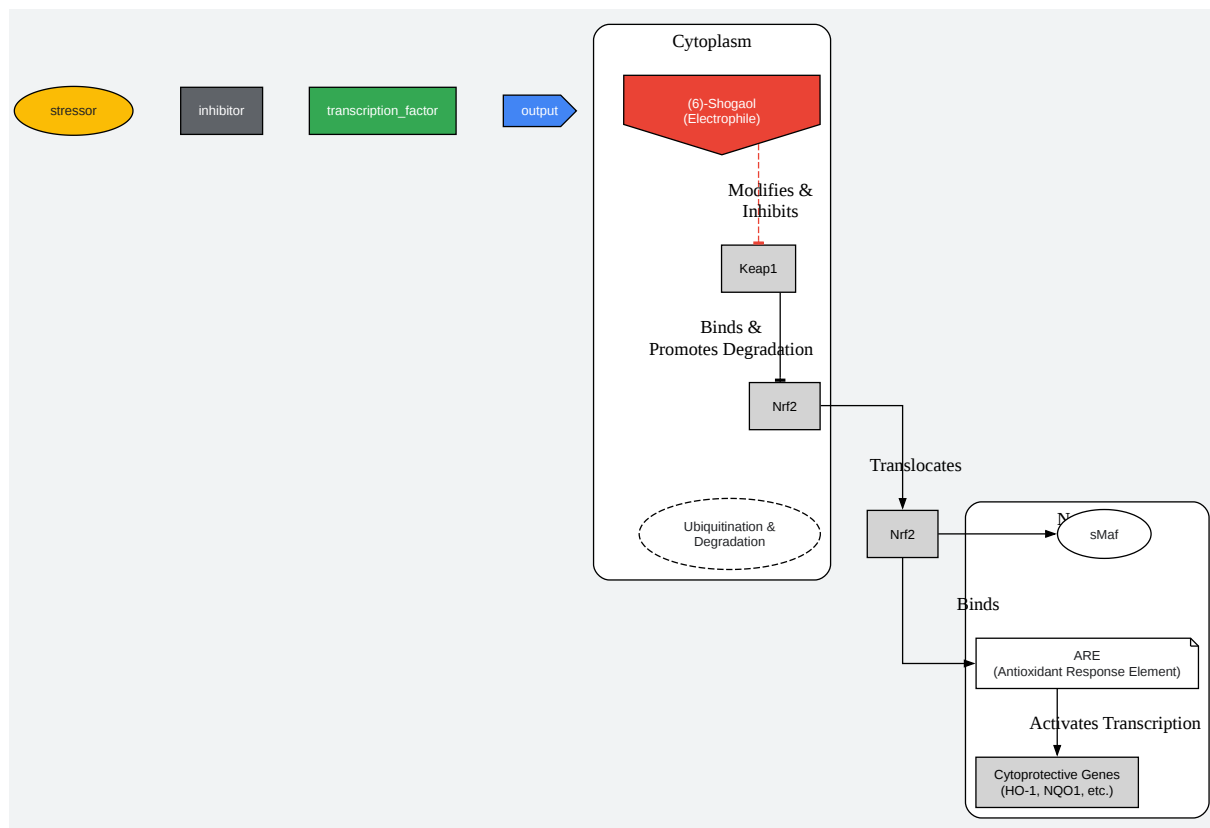 Cytoplasm
stressor
inhibitor
transcription_factor
output
(6)-Shogaol
(Electrophile)
Modifies &
Inhibits
Keap1
Binds &
Promotes Degradation
Nrf2
Translocates
Ubiquitination &
Degradation
Nrf2
sMaf
Binds
ARE
(Antioxidant Response Element)
Activates Transcription
Cytoprotective Genes
(HO-1, NQO1, etc.)